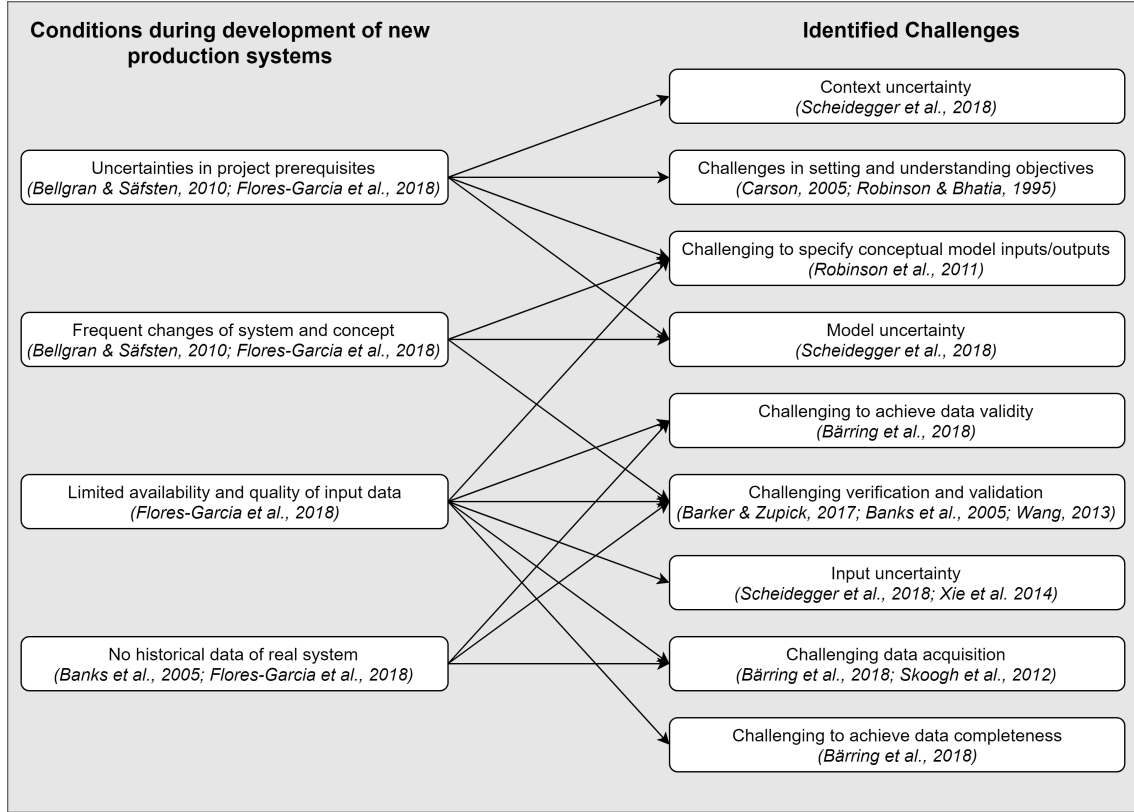 Conditions during development of new
production systems
Uncertainties in project prerequisites
(Bellgran & Säfsten, 2010; Flores-Garcia et al., 2018)
Frequent changes of system and concept
(Bellgran & Säfsten, 2010; Flores-Garcia et al., 2018)
Limited availability and quality of input data
(Flores-Garcia et al., 2018)
No historical data of real system
(Banks et al., 2005; Flores-Garcia et al., 2018)
Identified Challenges
Context uncertainty
(Scheidegger et al., 2018)
Challenges in setting and understanding objectives
(Carson, 2005; Robinson & Bhatia, 1995)
Challenging to specify conceptual model inputs/outputs
(Robinson et al., 2011)
Model uncertainty
(Scheidegger et al., 2018)
Challenging to achieve data validity
(Bärring et al., 2018)
Challenging verification and validation
(Barker & Zupick, 2017; Banks et al., 2005; Wang, 2013)
Input uncertainty
(Scheidegger et al., 2018; Xie et al. 2014)
Challenging data acquisition
(Bärring et al., 2018; Skoogh et al., 2012)
Challenging to achieve data completeness
(Bärring et al., 2018)